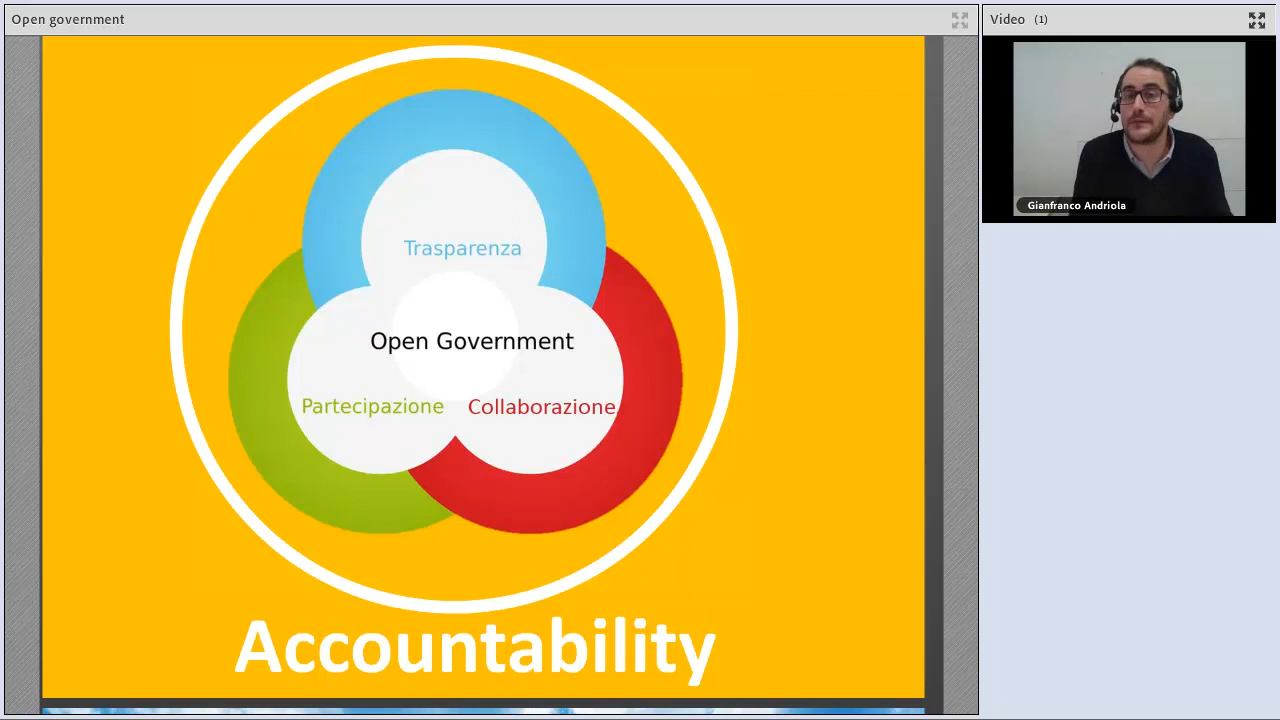 Open government
Video (1)
Gianfranco Andriola
Trasparenza
Open Government
Partecipazione
Collaborazione
Accountability